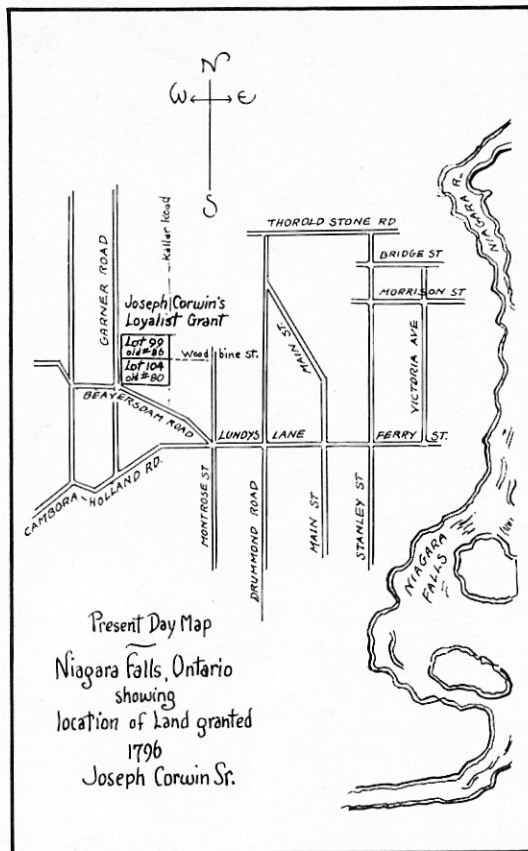 N
W E
S
NIAGARA R.
THOROLD STONE RD
BRIDGE ST
MORRISON ST
GARNER ROAD
Kallar Road
Joseph Corwin's
Loyalist Grant
Lot 99
old #86
Lot 104
old #80
Wood bine St.
MAIN ST.
VICTORIA AVE
BEAVERSDAM ROAD
LUNDYS LANE
FERRY ST.
CAMBORA - HOLLAND RD.
MONTROSE ST
DRUMMOND ROAD
MAIN ST
STANLEY ST
NIAGARA
FALLS
Present Day Map
Niagara Falls, Ontario
showing
location of Land granted
1796
Joseph Corwin Sr.